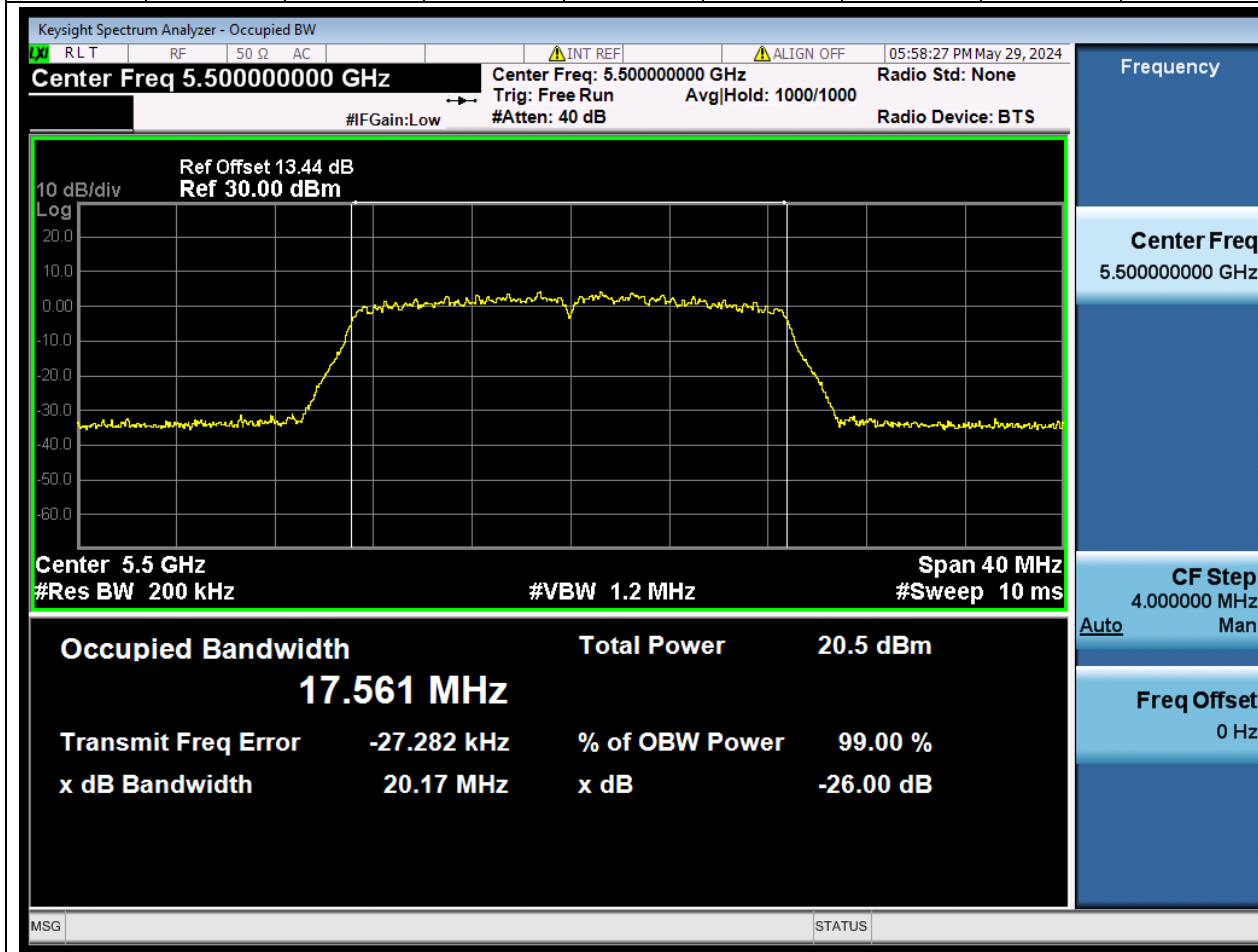 Keysight Spectrum Analyzer - Occupied BW
LXI RLT RF 50 Ω AC INT REF ALIGN OFF 05:58:27 PM May 29, 2024
Center Freq 5.500000000 GHz
Center Freq: 5.500000000 GHz Radio Std: None
Trig: Free Run Avg|Hold: 1000/1000
#IFGain:Low #Atten: 40 dB Radio Device: BTS
Ref Offset 13.44 dB
10 dB/div Ref 30.00 dBm
Log
20.0
10.0
0.00
-10.0
-20.0
-30.0
-40.0
-50.0
-60.0
Center 5.5 GHz Span 40 MHz
#Res BW 200 kHz #VBW 1.2 MHz #Sweep 10 ms
Occupied Bandwidth Total Power 20.5 dBm
17.561 MHz
Transmit Freq Error -27.282 kHz % of OBW Power 99.00 %
x dB Bandwidth 20.17 MHz x dB -26.00 dB
MSG STATUS
Frequency
Center Freq
5.500000000 GHz
CF Step
4.000000 MHz
Auto Man
Freq Offset
0 Hz